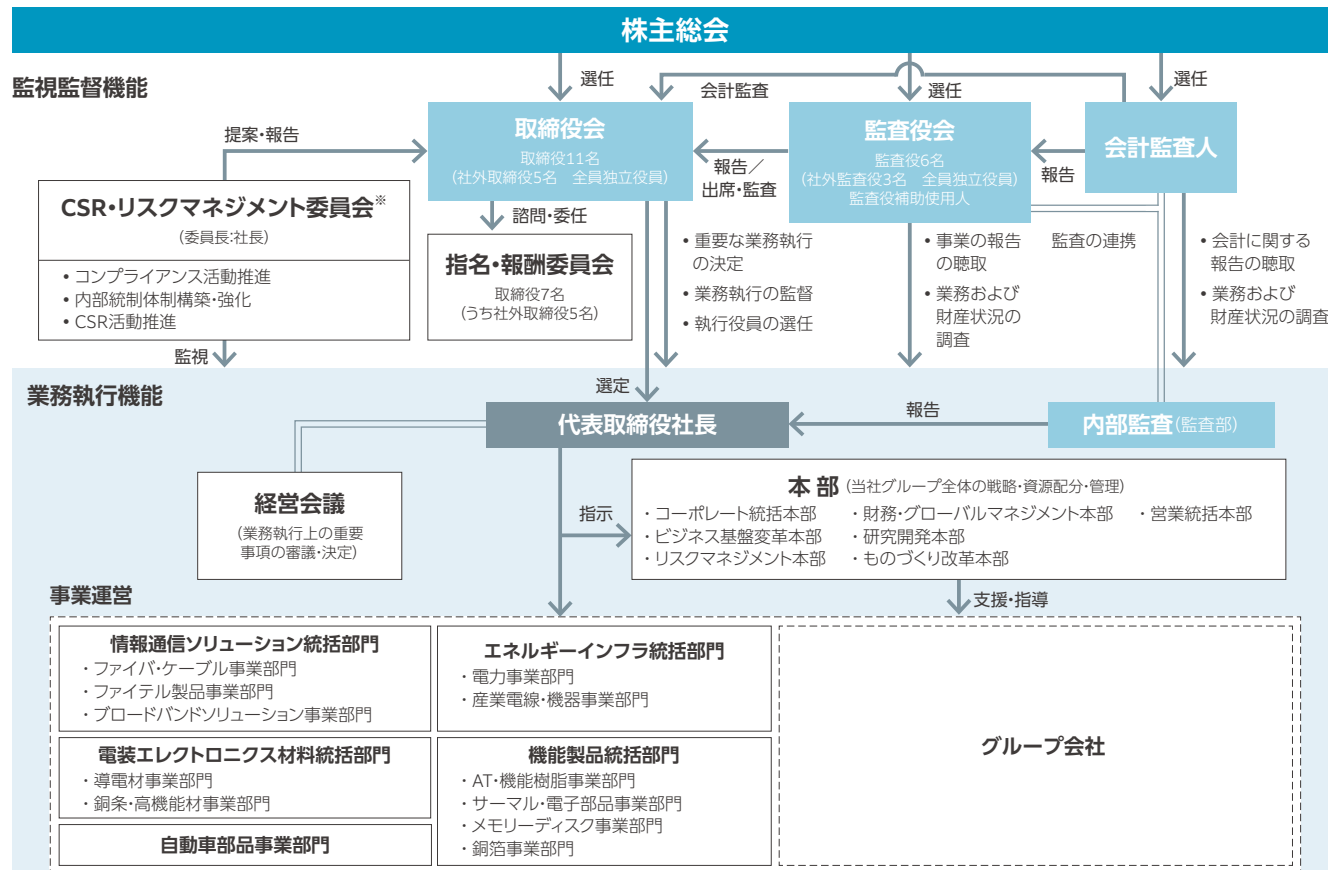 株主総会
監視監督機能
選任
会計監査
選任
選任
提案・報告
取締役会
取締役11名
(社外取締役5名 全員独立役員)
報告／
出席・監査
監査役会
監査役6名
(社外監査役3名 全員独立役員)
監査役補助使用人
報告
会計監査人
CSR・リスクマネジメント委員会※
(委員長:社長)
• コンプライアンス活動推進
• 内部統制体制構築・強化
• CSR活動推進
諮問・委任
指名・報酬委員会
取締役7名
(うち社外取締役5名)
• 重要な業務執行
の決定
• 業務執行の監督
• 執行役員の選任
• 事業の報告
の聴取
• 業務および
財産状況の
調査
監査の連携
• 会計に関する
報告の聴取
• 業務および
財産状況の調査
監視
業務執行機能
選定
代表取締役社長
報告
内部監査(監査部)
経営会議
(業務執行上の重要
事項の審議・決定)
指示
本部 (当社グループ全体の戦略・資源配分・管理)
・コーポレート統括本部 ・財務・グローバルマネジメント本部 ・営業統括本部
・ビジネス基盤変革本部 ・研究開発本部
・リスクマネジメント本部 ・ものづくり改革本部
事業運営
支援・指導
情報通信ソリューション統括部門
・ファイバ・ケーブル事業部門
・ファイテル製品事業部門
・ブロードバンドソリューション事業部門
エネルギーインフラ統括部門
・電力事業部門
・産業電線・機器事業部門
電装エレクトロニクス材料統括部門
・導電材事業部門
・銅条・高機能材事業部門
機能製品統括部門
・AT・機能樹脂事業部門
・サーマル・電子部品事業部門
・メモリーディスク事業部門
・銅箔事業部門
自動車部品事業部門
グループ会社